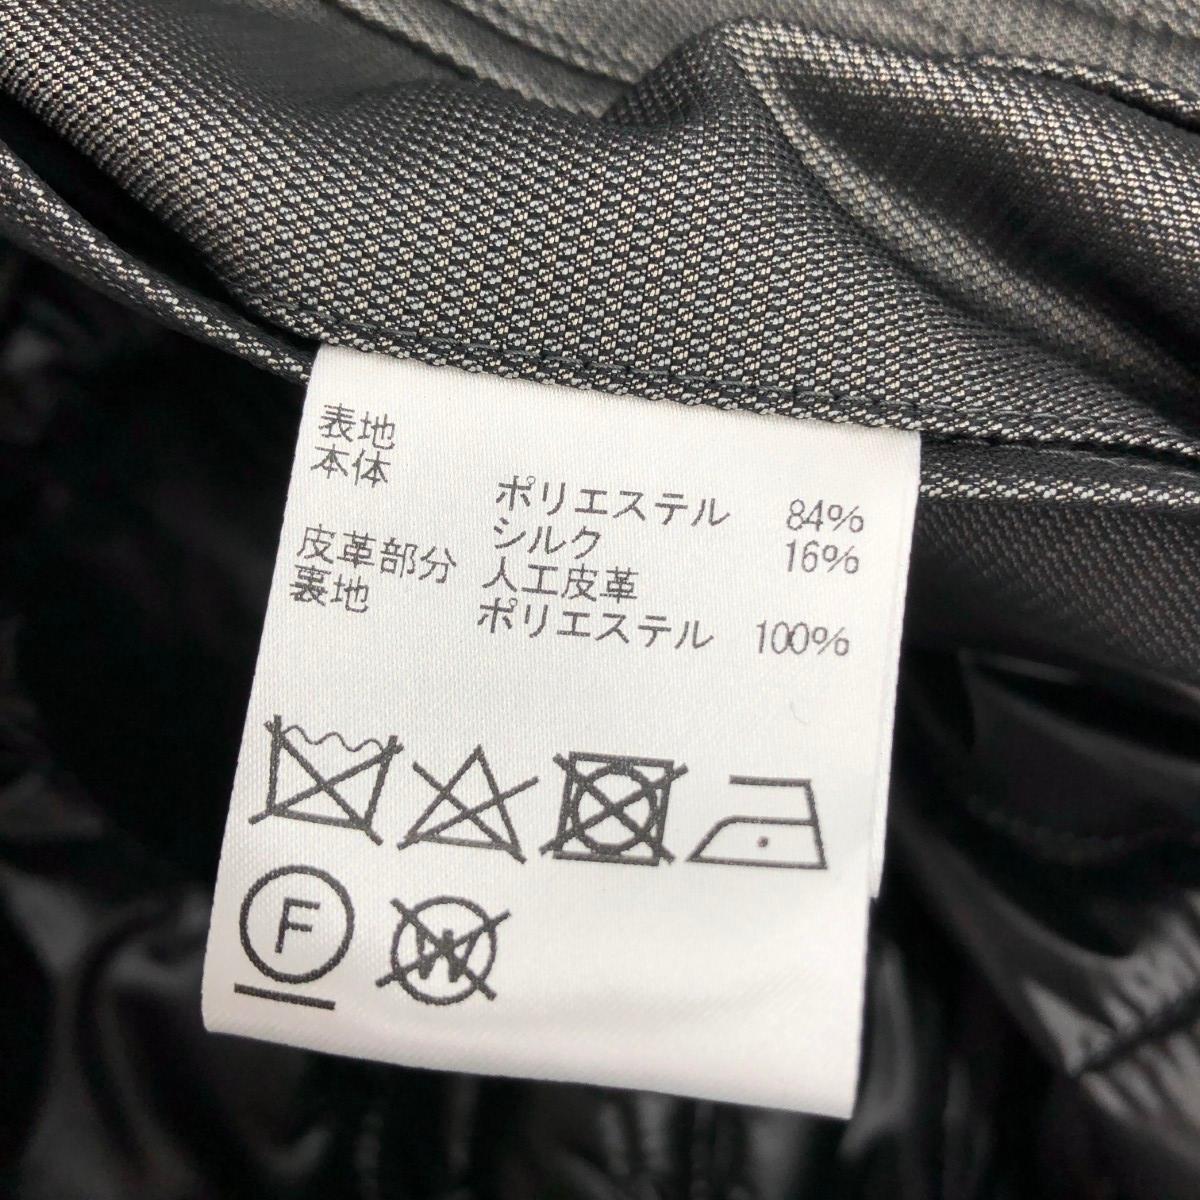 表地
本体 ポリエステル 84%
シルク 16%
皮革部分 人工皮革
裏地 ポリエステル 100%
F W